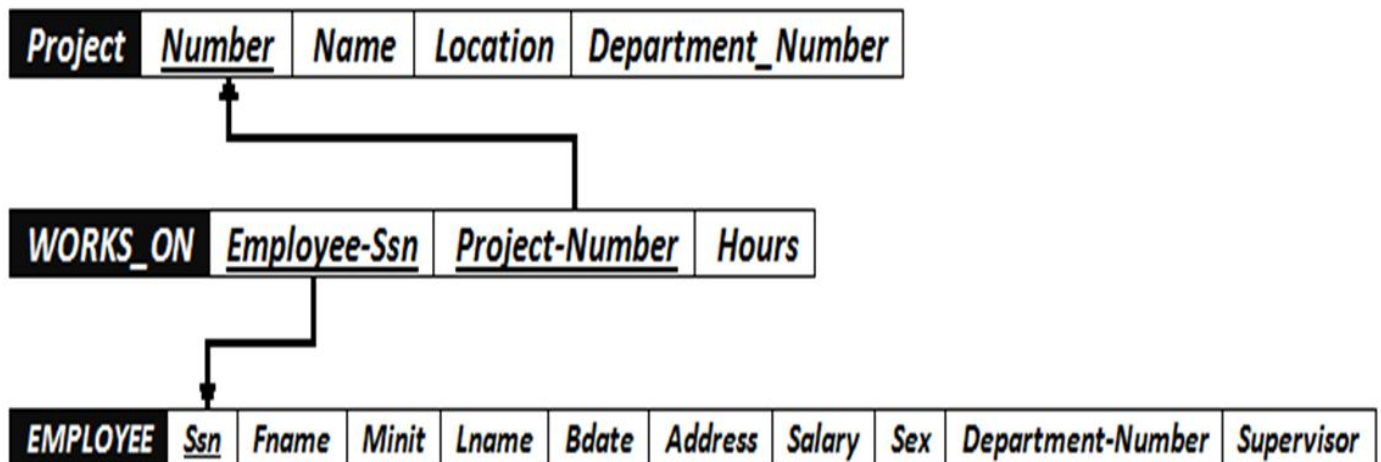 Project Number Name Location Department_Number
WORKS_ON Employee-Ssn Project-Number Hours
EMPLOYEE Ssn Fname Minit Lname Bdate Address Salary Sex Department-Number Supervisor